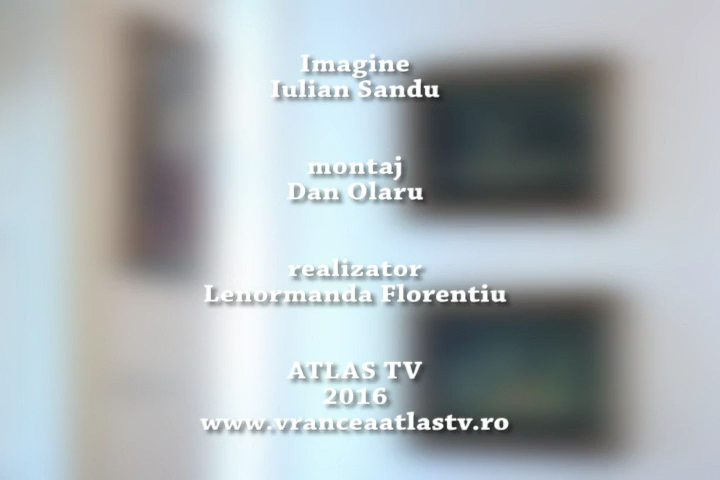 Imagine
Iulian Sandu
montaj
Dan Olaru
realizator
Lenormanda Florentiu
ATLAS TV
2016
www.vranceaatlastv.ro